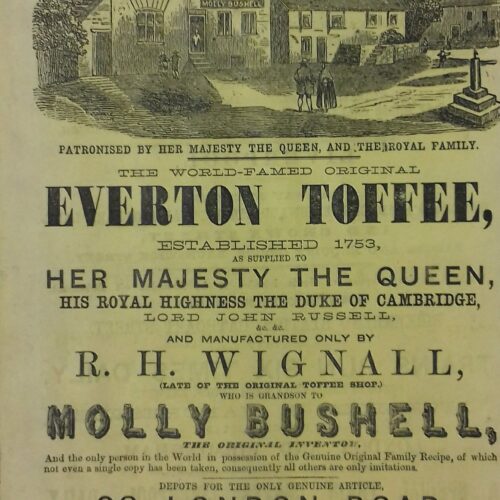 MOLLY BUSHELL
PATRONISED BY HER MAJESTY THE QUEEN, AND THE ROYAL FAMILY.
THE WORLD-FAMED ORIGINAL
EVERTON TOFFEE,
ESTABLISHED 1753,
AS SUPPLIED TO
HER MAJESTY THE QUEEN,
HIS ROYAL HIGHNESS THE DUKE OF CAMBRIDGE,
LORD JOHN RUSSELL,
&c. &c.
AND MANUFACTURED ONLY BY
R. H. WIGNALL,
(LATE OF THE ORIGINAL TOFFEE SHOP.)
WHO IS GRANDSON TO
MOLLY BUSHELL,
THE ORIGINAL INVENTOR,
And the only person in the World in possession of the Genuine Original Family Recipe, of which
not even a single copy has been taken, consequently all others are only imitations.
DEPOTS FOR THE ONLY GENUINE ARTICLE,
LONDON ROAD